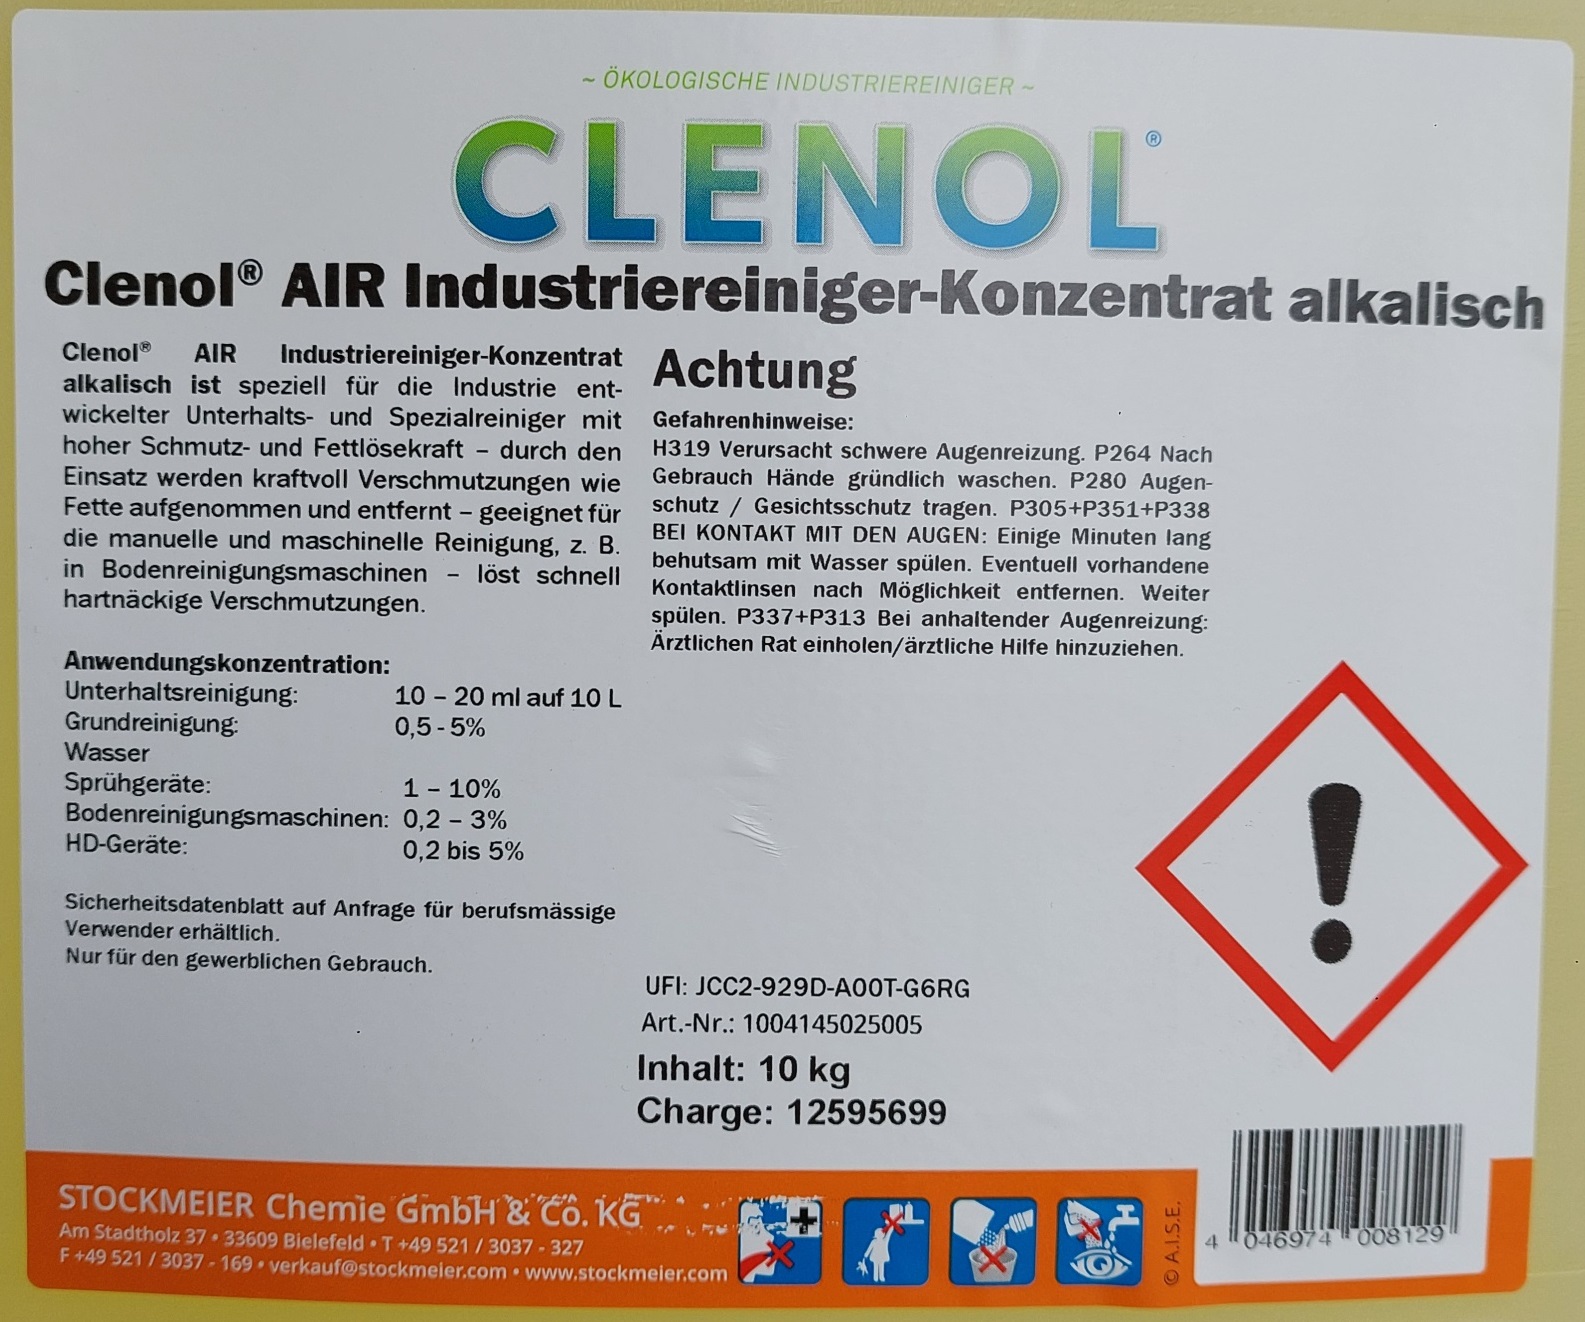 ~ ÖKOLOGISCHE INDUSTRIEREINIGER ~
CLENOL®
Clenol® AIR Industriereiniger-Konzentrat alkalisch
Clenol® AIR Industriereiniger-Konzentrat
alkalisch ist speziell für die Industrie ent-
wickelter Unterhalts- und Spezialreiniger mit
hoher Schmutz- und Fettlösekraft – durch den
Einsatz werden kraftvoll Verschmutzungen wie
Fette aufgenommen und entfernt – geeignet für
die manuelle und maschinelle Reinigung, z. B.
in Bodenreinigungsmaschinen – löst schnell
hartnäckige Verschmutzungen.
Anwendungskonzentration:
Unterhaltsreinigung: 10 – 20 ml auf 10 L
Grundreinigung: 0,5 - 5%
Wasser
Sprühgeräte: 1 – 10%
Bodenreinigungsmaschinen: 0,2 – 3%
HD-Geräte: 0,2 bis 5%
Sicherheitsdatenblatt auf Anfrage für berufsmässige
Verwender erhältlich.
Nur für den gewerblichen Gebrauch.
Achtung
Gefahrenhinweise:
H319 Verursacht schwere Augenreizung. P264 Nach
Gebrauch Hände gründlich waschen. P280 Augen-
schutz / Gesichtsschutz tragen. P305+P351+P338
BEI KONTAKT MIT DEN AUGEN: Einige Minuten lang
behutsam mit Wasser spülen. Eventuell vorhandene
Kontaktlinsen nach Möglichkeit entfernen. Weiter
spülen. P337+P313 Bei anhaltender Augenreizung:
Ärztlichen Rat einholen/ärztliche Hilfe hinzuziehen.
UFI: JCC2-929D-A00T-G6RG
Art.-Nr.: 1004145025005
Inhalt: 10 kg
Charge: 12595699
STOCKMEIER Chemie GmbH & Co. KG
Am Stadtholz 37 • 33609 Bielefeld • T +49 521 / 3037 - 327
F +49 521 / 3037 - 169 • verkauf@stockmeier.com • www.stockmeier.com
© A.I.S.E.
4 046974 008129